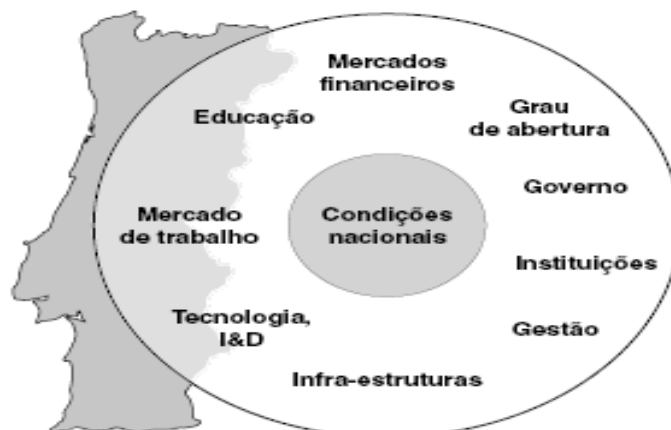 Mercados
financeiros
Grau
de abertura
Educação
Governo
Mercado
de trabalho
Condições
nacionais
Instituições
Tecnologia,
I&D
Gestão
Infra-estruturas